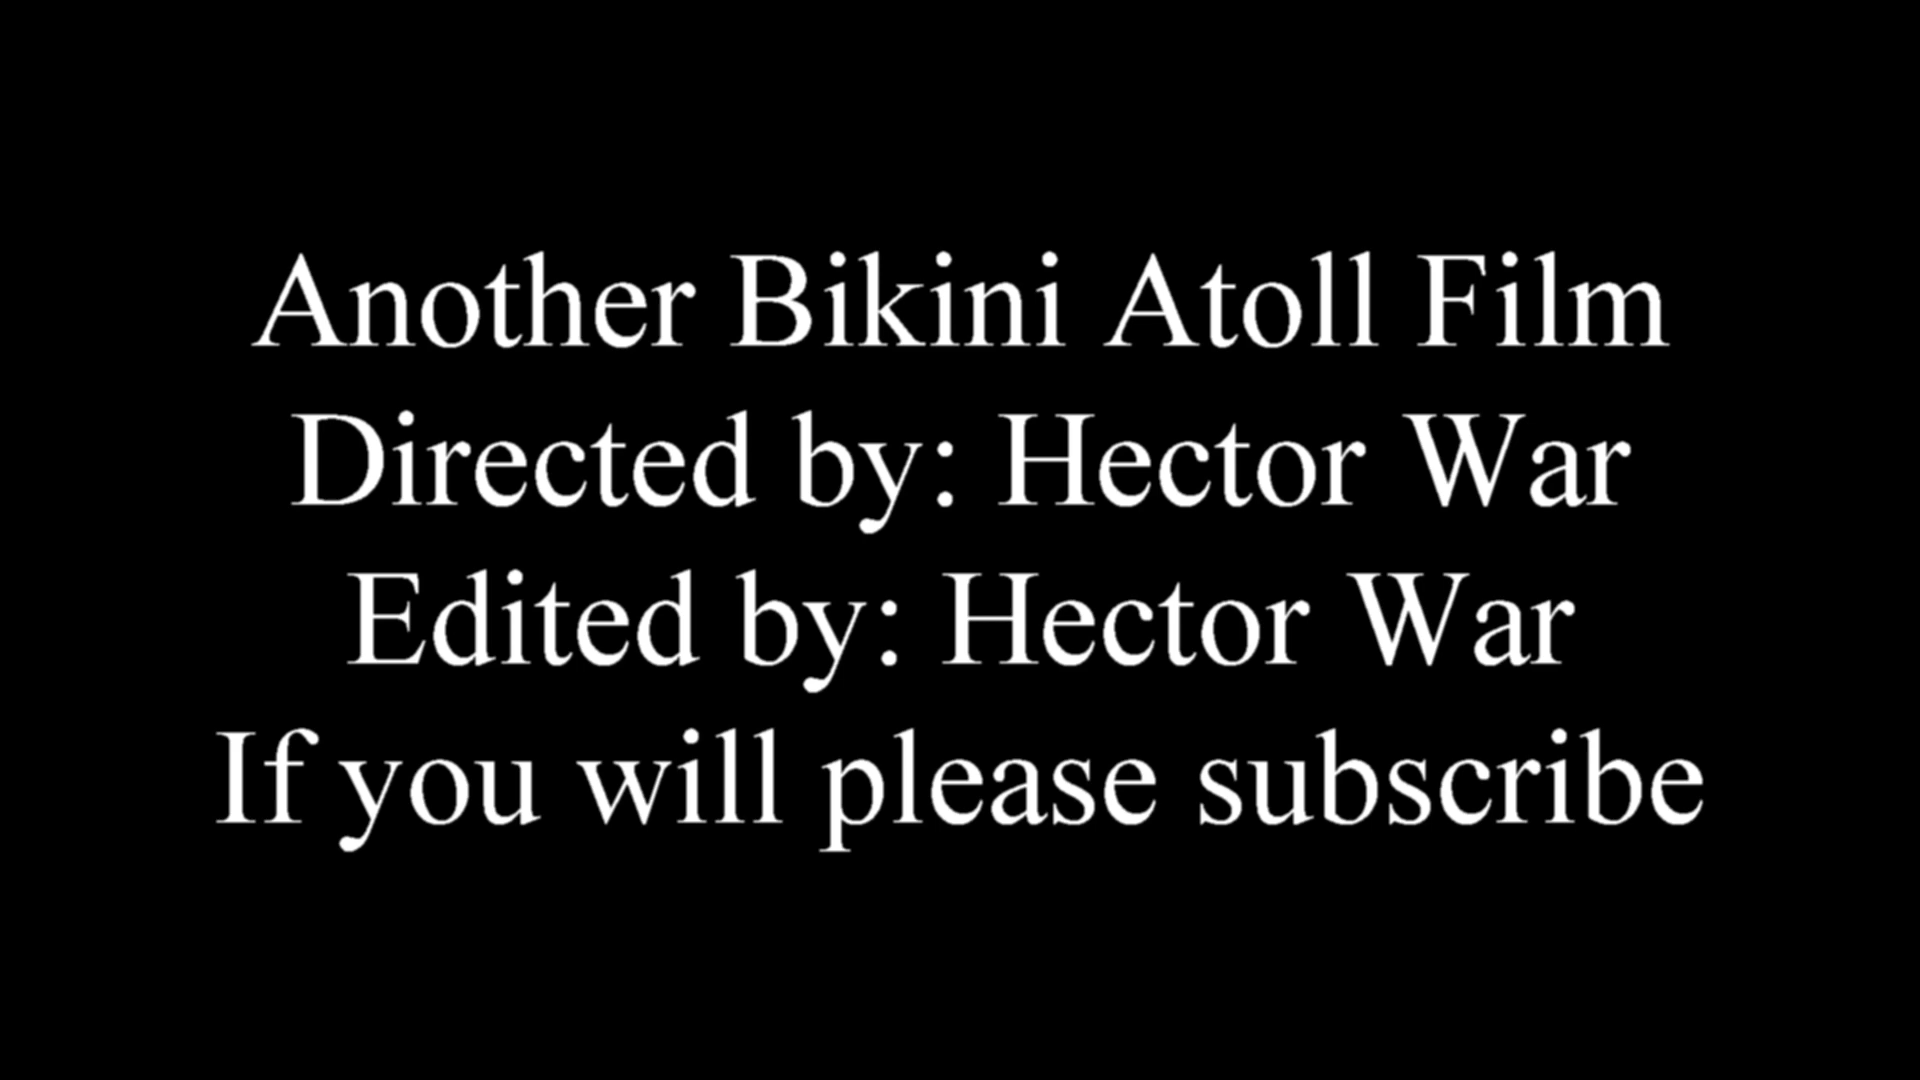 Another Bikini Atoll Film
Directed by: Hector War
Edited by: Hector War
If you will please subscribe